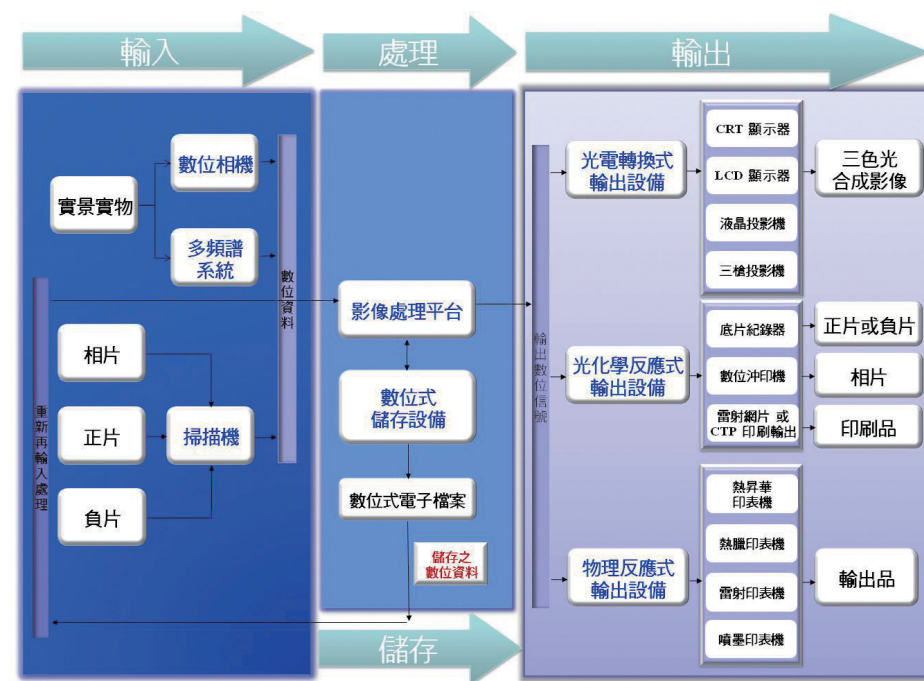 輸入
處理
輸出
實景實物
數位相機
多頻譜
系統
數位資料
重新再輸入處理
相片
正片
負片
掃描機
影像處理平台
數位式
儲存設備
數位式電子檔案
儲存之
數位資料
儲存
輸出數位信號
光電轉換式
輸出設備
CRT 顯示器
LCD 顯示器
液晶投影機
三槍投影機
三色光
合成影像
光化學反應式
輸出設備
底片紀錄器
數位沖印機
雷射網片 或
CTP 印刷輸出
正片或負片
相片
印刷品
物理反應式
輸出設備
熱昇華
印表機
熱臘印表機
雷射印表機
噴墨印表機
輸出品